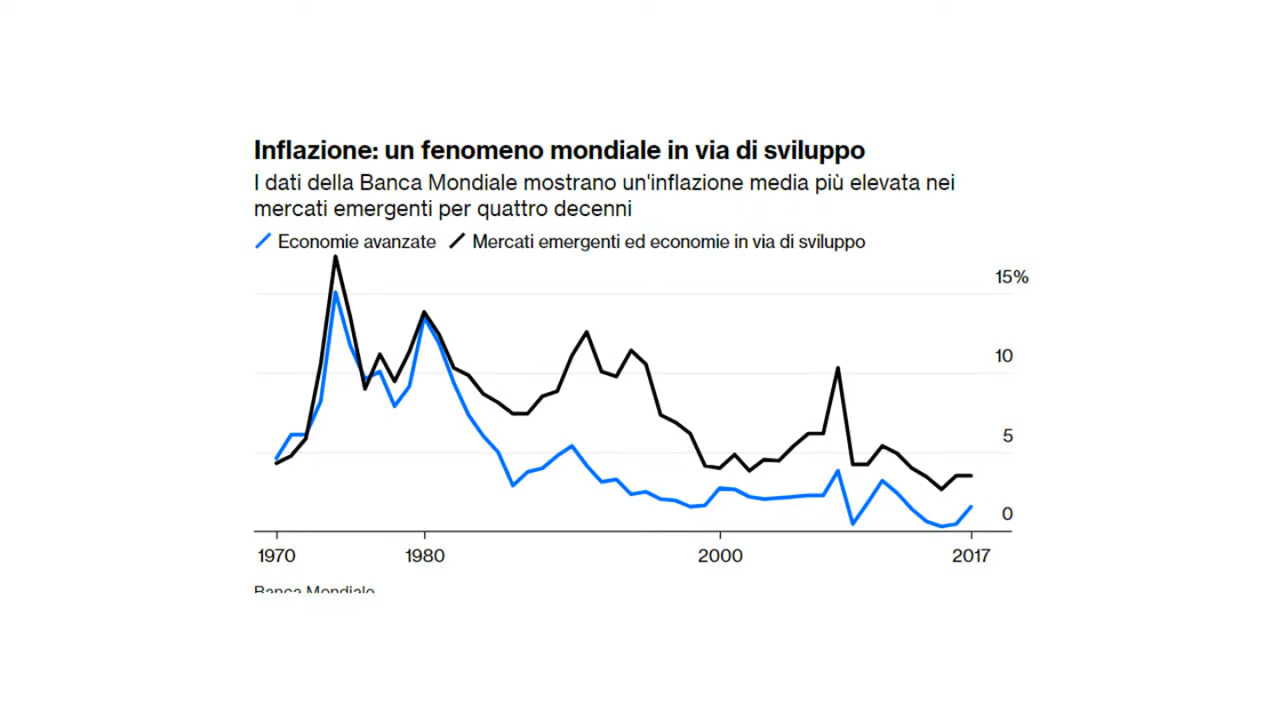 Inflazione: un fenomeno mondiale in via di sviluppo
I dati della Banca Mondiale mostrano un'inflazione media più elevata nei
mercati emergenti per quattro decenni
Economie avanzate Mercati emergenti ed economie in via di sviluppo
15%
10
5
0
1970 1980 2000 2017
Banca Mondiale